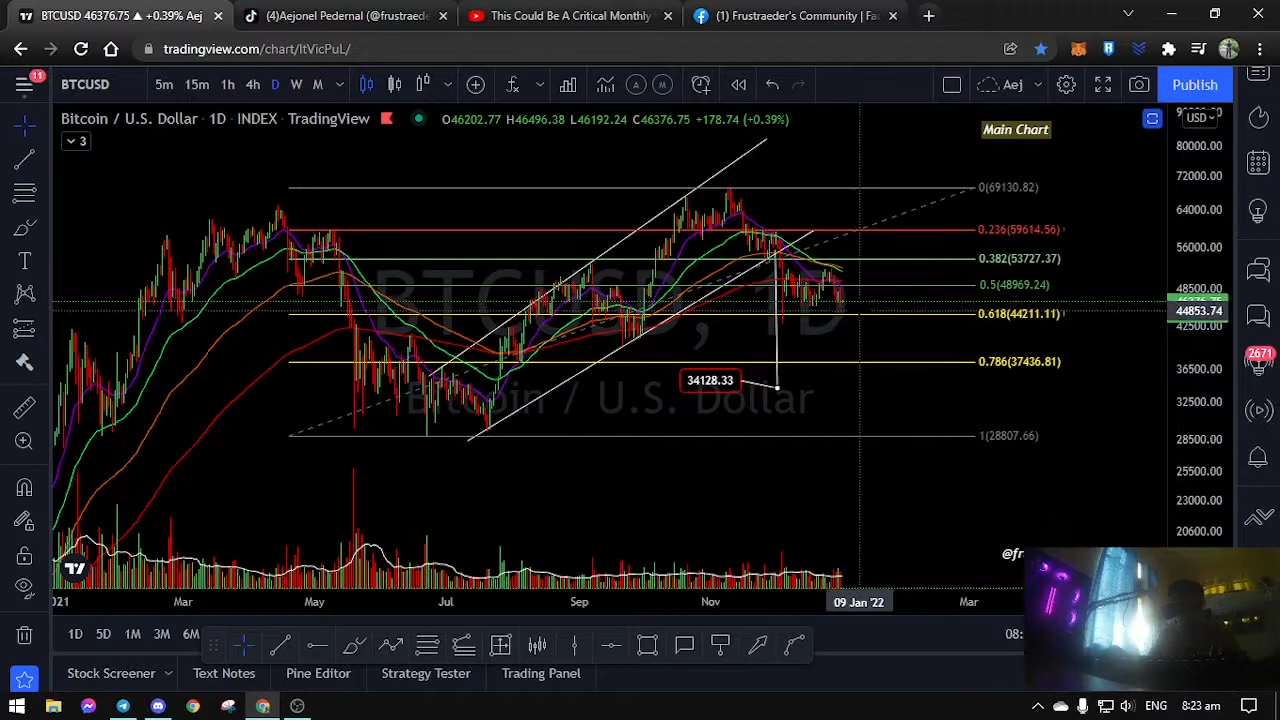 BTCUSD 46376.75 ▲ +0.39% Aej
(4)Aejonel Pedernal (@frustraede
This Could Be A Critical Monthly
Frustraeder's Community | Fac
tradingview.com/chart/ItVicPuL/
11
BTCUSD
5m 15m 1h 4h D W M
A M
Aej
Publish
Bitcoin / U.S. Dollar · 1D · INDEX · TradingView
O46202.77 H46496.38 L46192.24 C46376.75 +178.74 (+0.39%)
3
Main Chart
USD
80000.00
72000.00
64000.00
56000.00
48500.00
44853.74
42500.00
36500.00
32500.00
28500.00
25500.00
23000.00
20600.00
0(69130.82)
0.236(59614.56)
0.382(53727.37)
0.5(48969.24)
0.618(44211.11)
0.786(37436.81)
1(28807.66)
BTCUSD, 1D
Bitcoin / U.S. Dollar
34128.33
2671
@fr
2021 Mar May Jul Sep Nov 09 Jan '22 Mar
1D 5D 1M 3M 6M
08:
Stock Screener Text Notes Pine Editor Strategy Tester Trading Panel
ENG 8:23 am